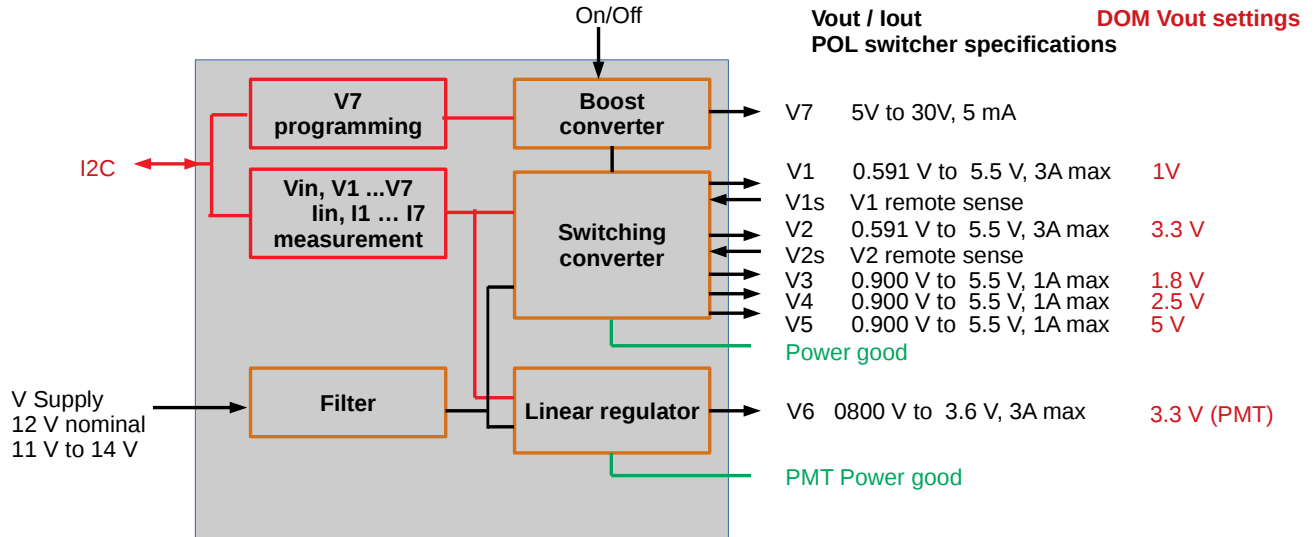 On/Off
Vout / Iout DOM Vout settings
POL switcher specifications
V7
programming
Boost
converter
V7 5V to 30V, 5 mA
I2C
Vin, V1 ...V7
Iin, I1 … I7
measurement
Switching
converter
V1 0.591 V to 5.5 V, 3A max 1V
V1s V1 remote sense
V2 0.591 V to 5.5 V, 3A max 3.3 V
V2s V2 remote sense
V3 0.900 V to 5.5 V, 1A max 1.8 V
V4 0.900 V to 5.5 V, 1A max 2.5 V
V5 0.900 V to 5.5 V, 1A max 5 V
Power good
V Supply
12 V nominal
11 V to 14 V
Filter
Linear regulator
V6 0800 V to 3.6 V, 3A max 3.3 V (PMT)
PMT Power good